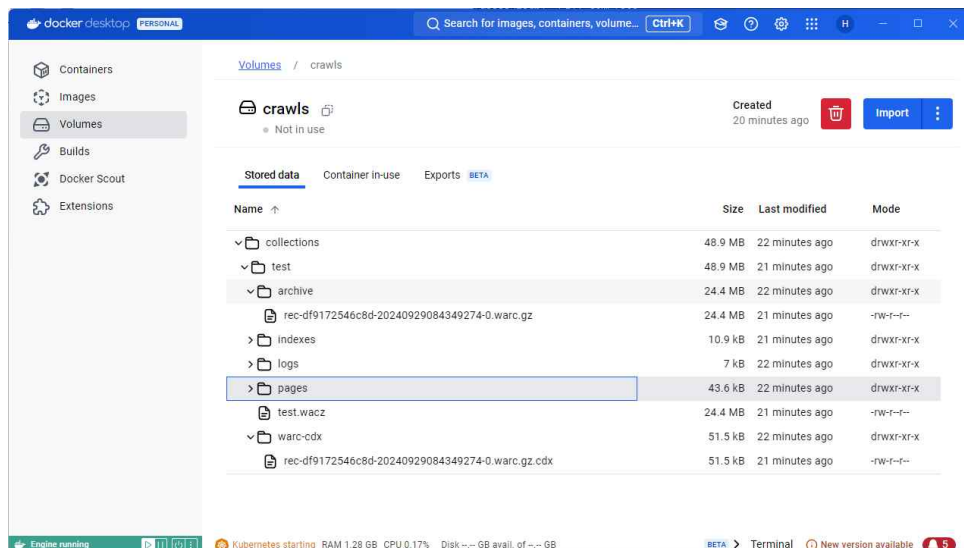 docker desktop PERSONAL
Search for images, containers, volume... Ctrl+K
H
Containers
Images
Volumes
Builds
Docker Scout
Extensions
Volumes / crawls
crawls
Not in use
Created
20 minutes ago
Import
Stored data Container in-use Exports BETA
Name Size Last modified Mode
collections 48.9 MB 22 minutes ago drwxr-xr-x
test 48.9 MB 21 minutes ago drwxr-xr-x
archive 24.4 MB 22 minutes ago drwxr-xr-x
rec-df9172546c8d-20240929084349274-0.warc.gz 24.4 MB 21 minutes ago -rw-r--r--
indexes 10.9 kB 21 minutes ago drwxr-xr-x
logs 7 kB 22 minutes ago drwxr-xr-x
pages 43.6 kB 22 minutes ago drwxr-xr-x
test.wacz 24.4 MB 21 minutes ago -rw-r--r--
warc-cdx 51.5 kB 22 minutes ago drwxr-xr-x
rec-df9172546c8d-20240929084349274-0.warc.gz.cdx 51.5 kB 21 minutes ago -rw-r--r--
Engine running Kubernetes starting RAM 1.28 GB CPU 0.17% Disk --.-- GB avail. of --.-- GB BETA Terminal New version available 5